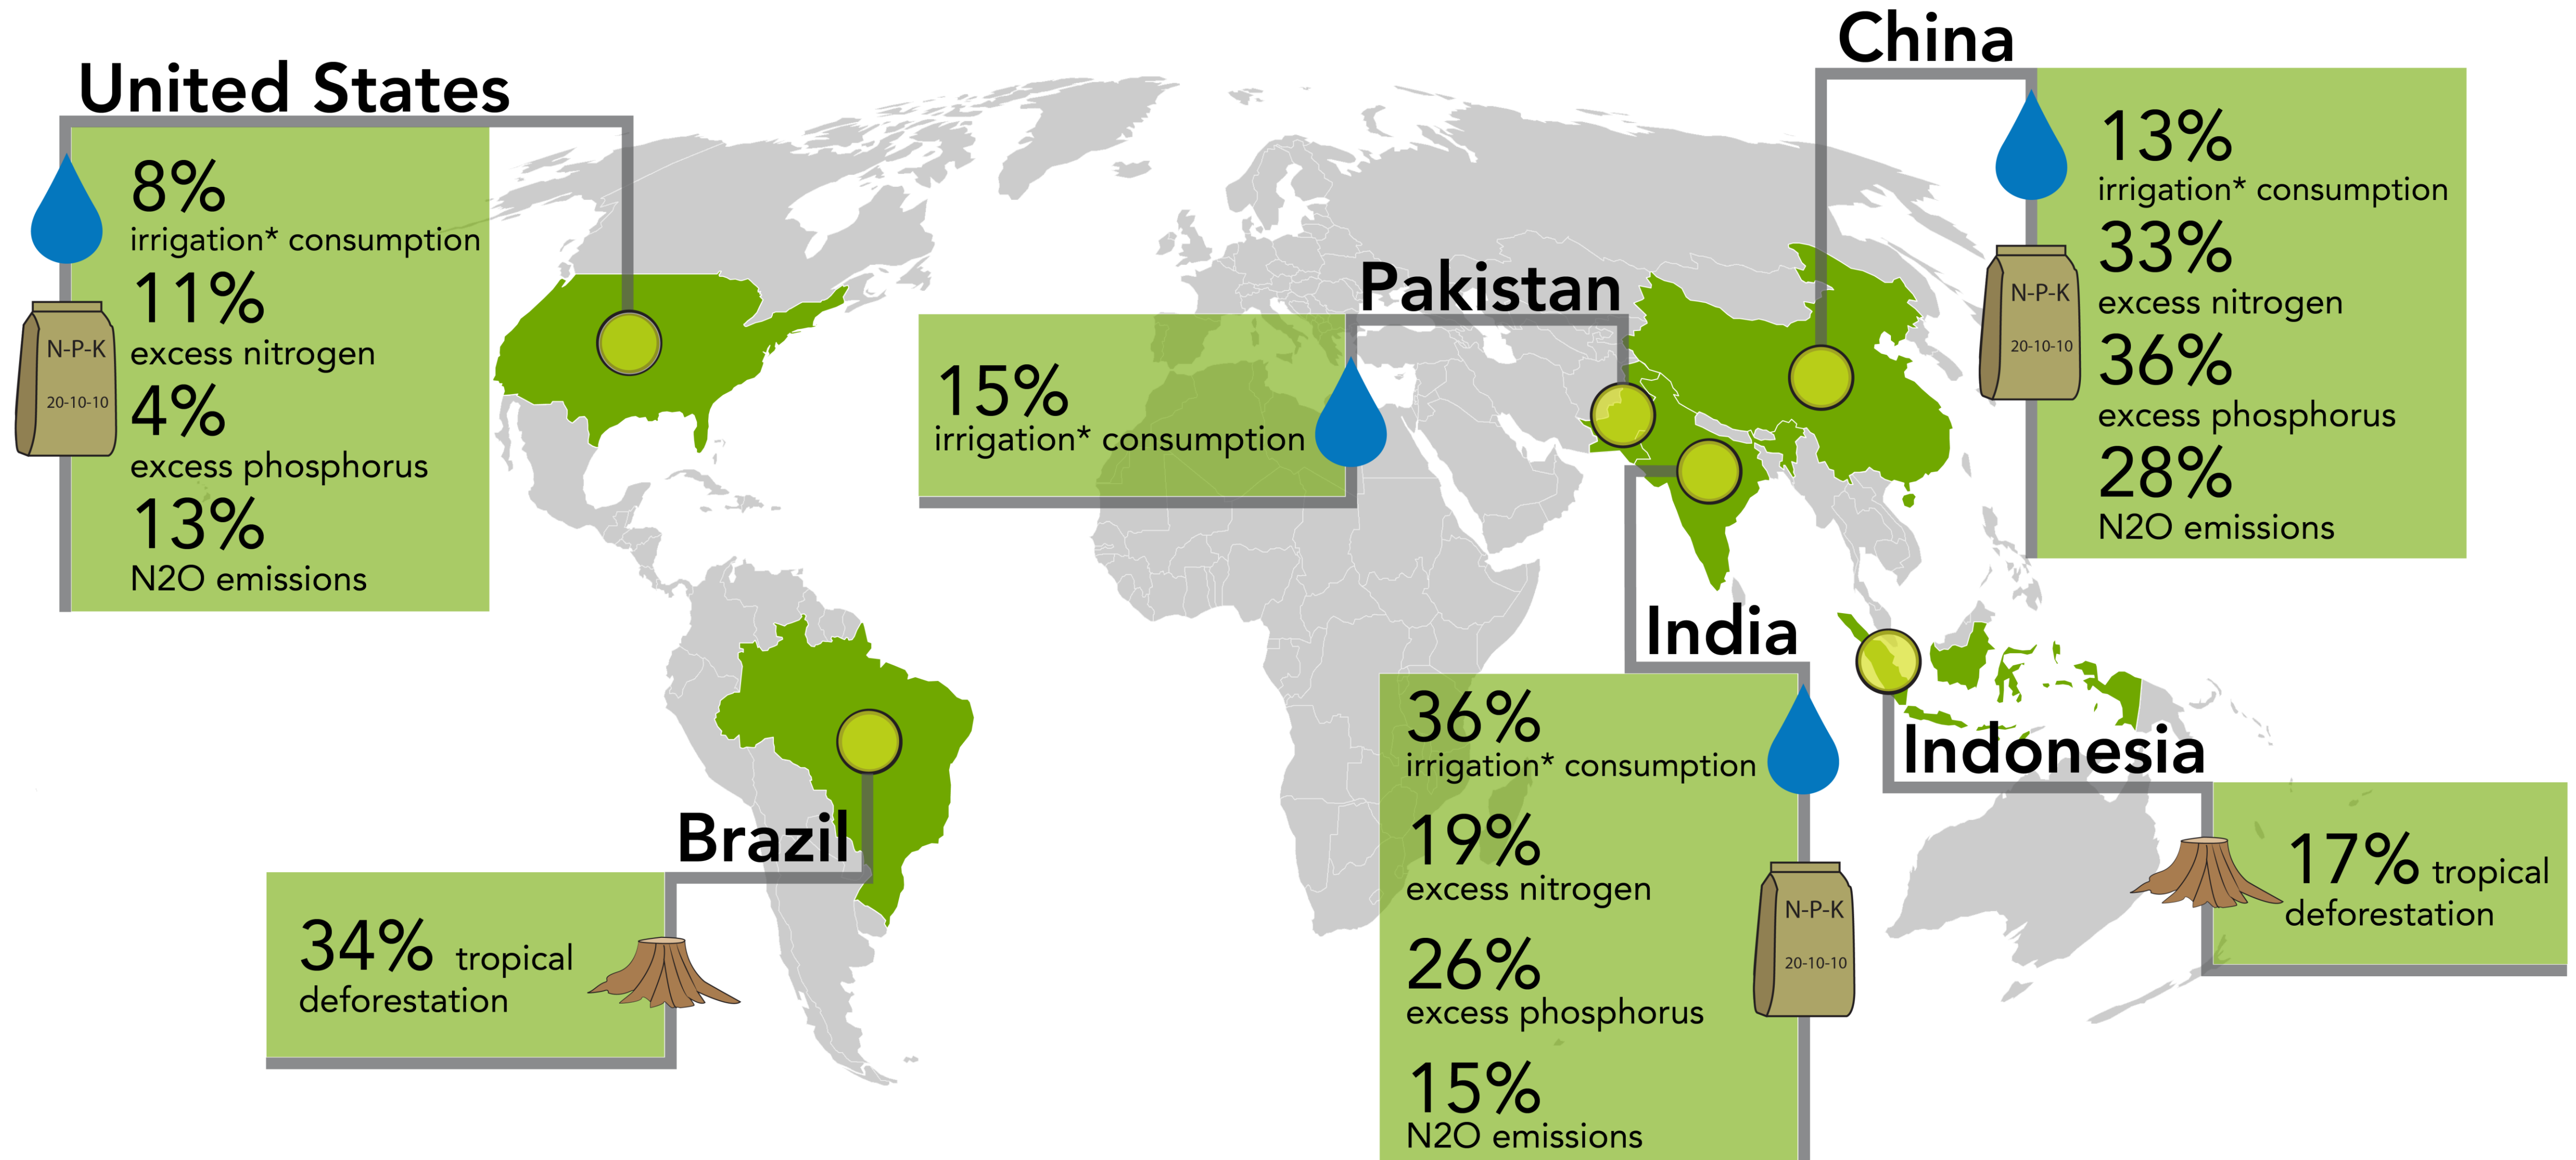 United States
8%
irrigation* consumption
11%
excess nitrogen
4%
excess phosphorus
13%
N2O emissions
N-P-K
20-10-10
China
13%
irrigation* consumption
33%
excess nitrogen
36%
excess phosphorus
28%
N2O emissions
N-P-K
20-10-10
Pakistan
15%
irrigation* consumption
India
36%
irrigation* consumption
19%
excess nitrogen
26%
excess phosphorus
15%
N2O emissions
N-P-K
20-10-10
Indonesia
17% tropical
deforestation
Brazil
34% tropical
deforestation